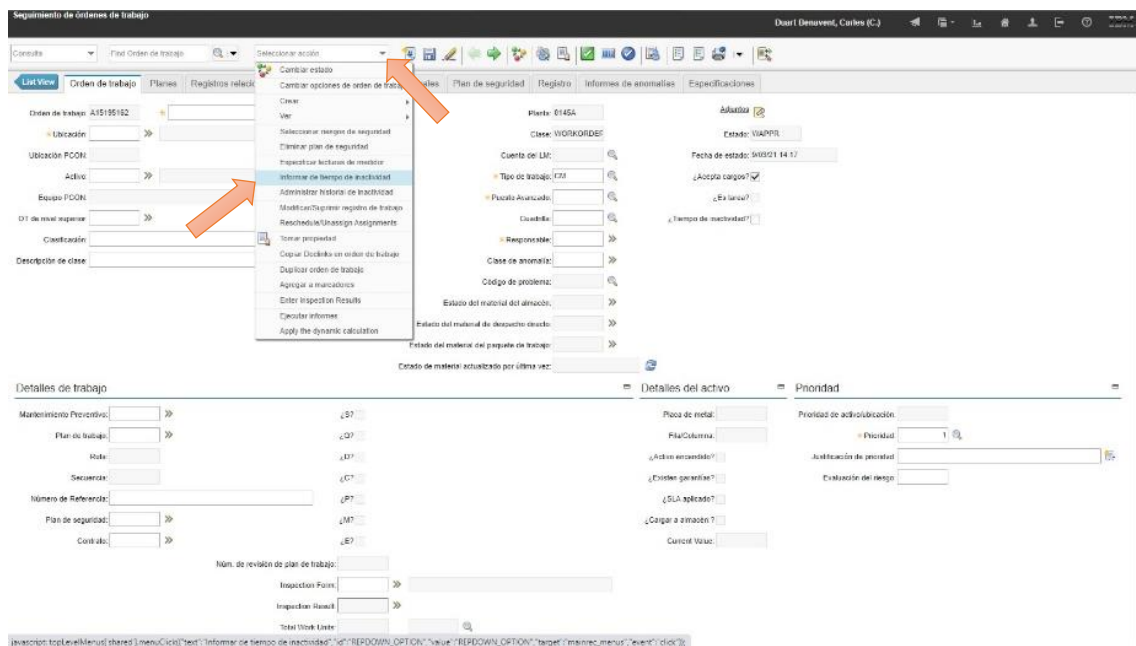 Seguimiento de órdenes de trabajo
Duart Benavent, Carles (C.)
Consulta
Find Orden de trabajo
Seleccionar acción
List View
Orden de trabajo
Planes
Registros relacio
ales
Plan de seguridad
Registro
Informes de anomalías
Especificaciones
Cambiar estado
Cambiar opciones de orden de trabajo
Crear
Ver
Seleccionar riesgos de seguridad
Eliminar plan de seguridad
Especificar lecturas de medidor
Informar de tiempo de inactividad
Administrar historial de inactividad
Modificar/Suprimir registro de trabajo
Reschedule/Unassign Assignments
Tomar propiedad
Copiar Doclinks en orden de trabajo
Duplicar orden de trabajo
Agregar a marcadores
Enter Inspection Results
Ejecutar informes
Apply the dynamic calculation
Orden de trabajo: A15195162
Ubicación:
Ubicación PCON:
Activo:
Equipo PCON:
OT de nivel superior:
Clasificación:
Descripción de clase:
Planta: 0145A
Clase: WORKORDER
Cuenta del LM:
Tipo de trabajo: CM
Puesto Avanzado:
Cuadrilla:
Responsable:
Clase de anomalía:
Código de problema:
Estado del material del almacén:
Estado del material de despacho directo:
Estado del material del paquete de trabajo:
Estado de material actualizado por última vez:
Adjuntos
Estado: WAPPR
Fecha de estado: 9/09/21 14:17
¿Acepta cargos?
¿Es tarea?
¿Tiempo de inactividad?
Detalles de trabajo
Mantenimiento Preventivo:
Plan de trabajo:
Ruta:
Secuencia:
Número de Referencia:
Plan de seguridad:
Contrato:
¿S?
¿Q?
¿D?
¿C?
¿P?
¿M?
¿E?
Núm. de revisión de plan de trabajo:
Inspection Form:
Inspection Result:
Total Work Units:
Detalles del activo
Placa de metal:
Fila/Columna:
¿Activo encendido?
¿Existen garantías?
¿SLA aplicado?
¿Cargar a almacén ?
Current Value:
Prioridad
Prioridad de activo/ubicación:
Prioridad: 1
Justificación de prioridad:
Evaluación del riesgo:
javascript: topLevelMenus['shared'].menuClick({"text":"Informar de tiempo de inactividad","id":"REPDOWN_OPTION","value":"REPDOWN_OPTION","target":"mainrec_menus","event":"click"});